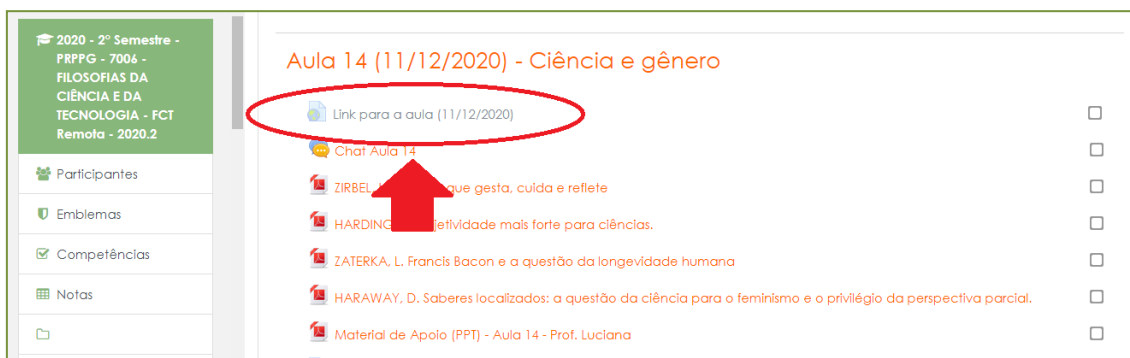 2020 - 2º Semestre -
PRPPG - 7006 -
FILOSOFIAS DA
CIÊNCIA E DA
TECNOLOGIA - FCT
Remota - 2020.2
Participantes
Emblemas
Competências
Notas
Aula 14 (11/12/2020) - Ciência e gênero
Link para a aula (11/12/2020)
Chat Aula 14
ZIRBEL, que gesta, cuida e reflete
HARDING jetividade mais forte para ciências.
ZATERKA, L. Francis Bacon e a questão da longevidade humana
HARAWAY, D. Saberes localizados: a questão da ciência para o feminismo e o privilégio da perspectiva parcial.
Material de Apoio (PPT) - Aula 14 - Prof. Luciana